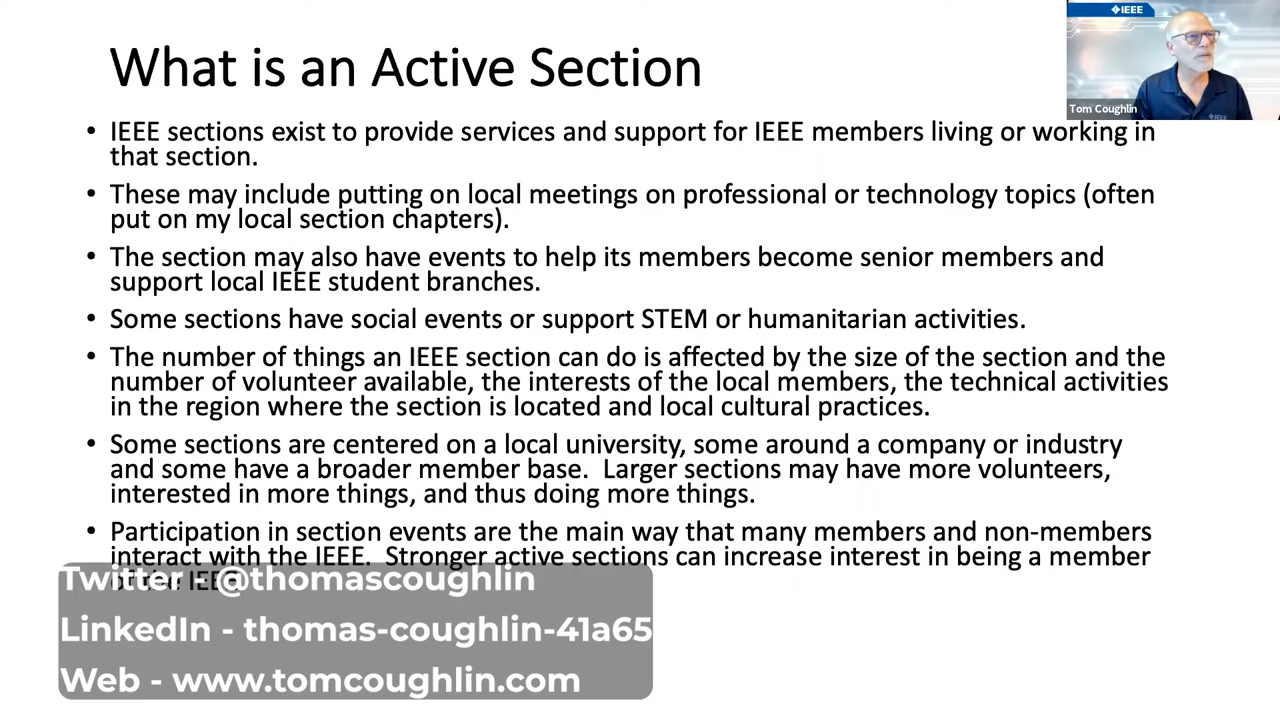 IEEE
What is an Active Section
Tom Coughlin
• IEEE sections exist to provide services and support for IEEE members living or working in
that section.
• These may include putting on local meetings on professional or technology topics (often
put on my local section chapters).
• The section may also have events to help its members become senior members and
support local IEEE student branches.
• Some sections have social events or support STEM or humanitarian activities.
• The number of things an IEEE section can do is affected by the size of the section and the
number of volunteer available, the interests of the local members, the technical activities
in the region where the section is located and local cultural practices.
• Some sections are centered on a local university, some around a company or industry
and some have a broader member base.  Larger sections may have more volunteers,
interested in more things, and thus doing more things.
• Participation in section events are the main way that many members and non-members
interact with the IEEE.  Stronger active sections can increase interest in being a member
Twitter - @thomascoughlin
LinkedIn - thomas-coughlin-41a65
Web - www.tomcoughlin.com